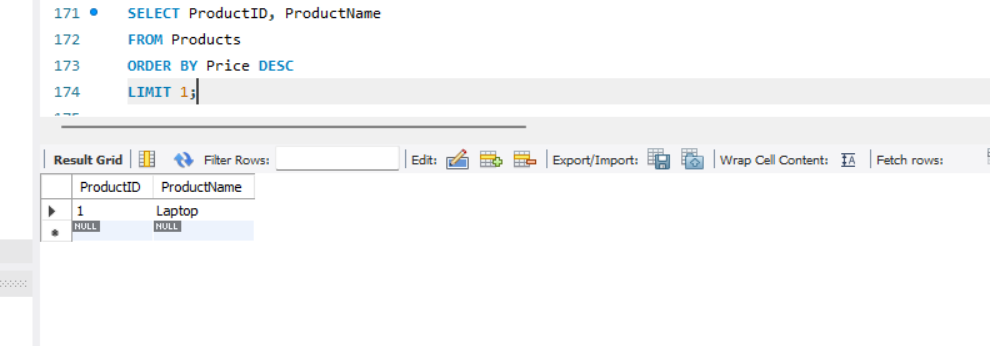 171 SELECT ProductID, ProductName
172 FROM Products
173 ORDER BY Price DESC
174 LIMIT 1;
Result Grid Filter Rows: Edit: Export/Import: Wrap Cell Content: Fetch rows:
ProductID ProductName
1 Laptop
NULL NULL